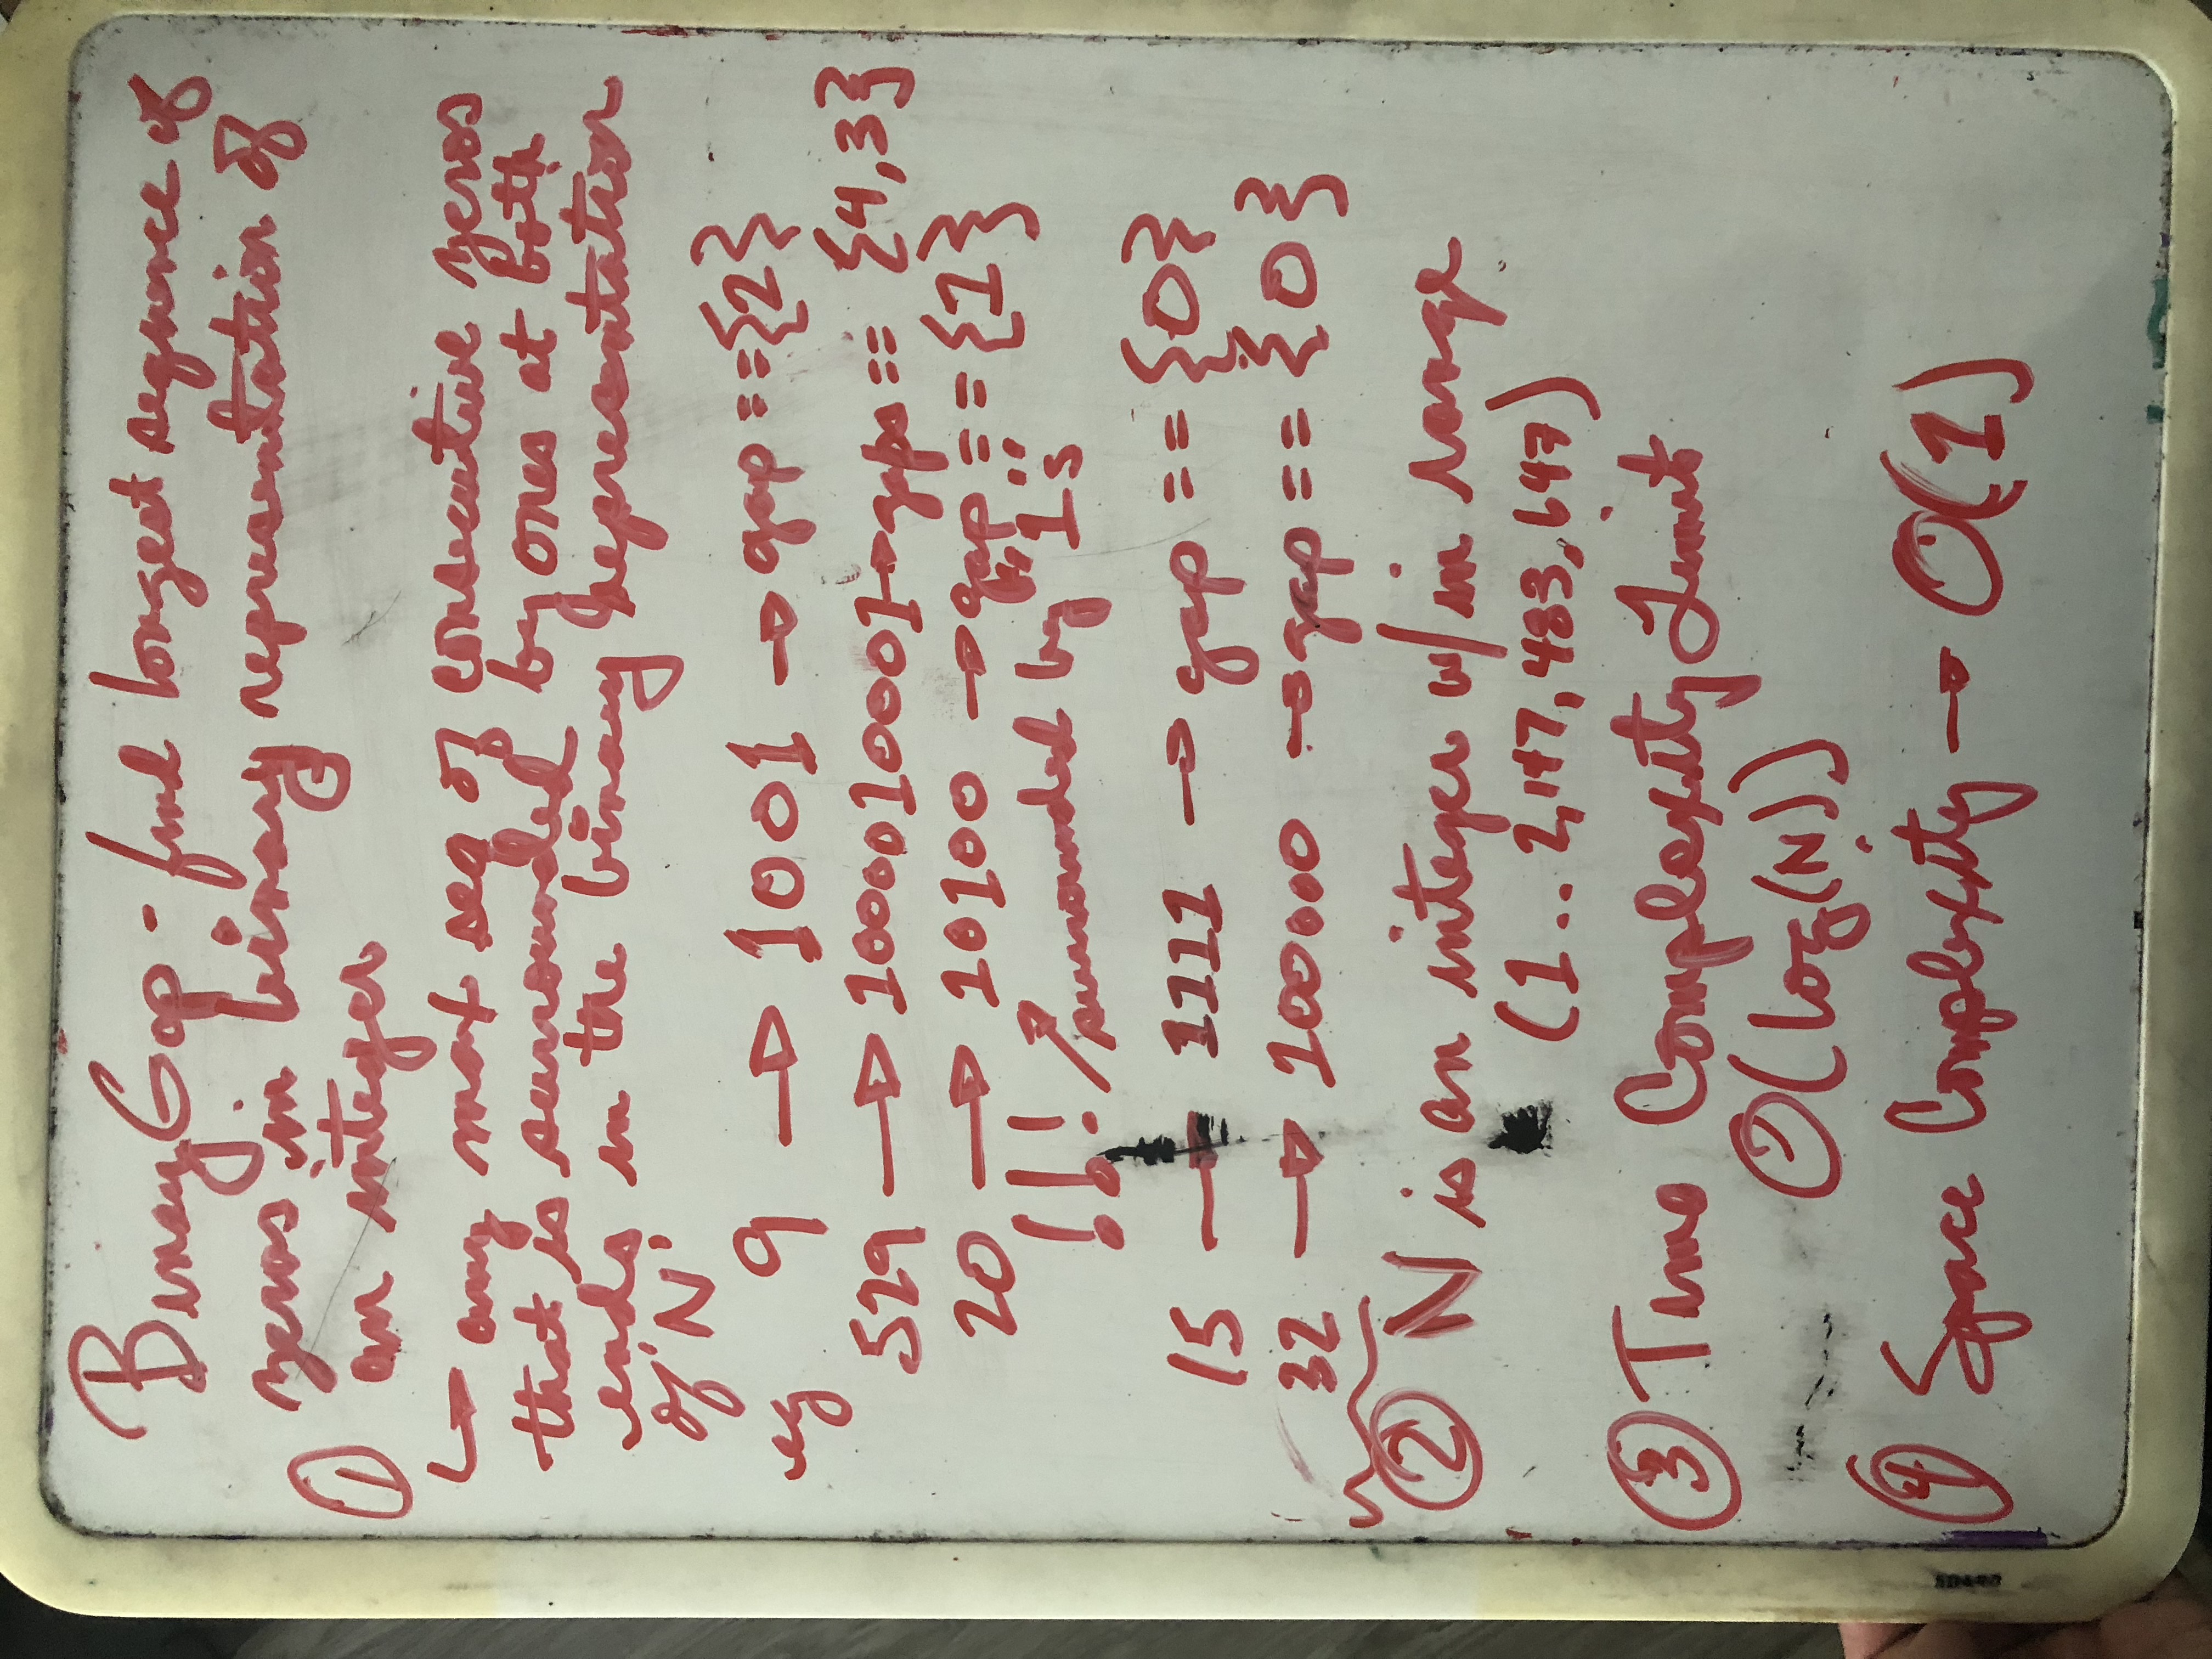 Binary Gap - find longest sequence of
zeros in binary representation of
① an integer
↳ any max seq of consecutive zeros
that is surrounded by ones at both
ends in the binary representation
of 'N'
eg 9 → 1001 → gap == {2}
529 → 1000010001 → gaps == {4,3}
20 → 10100 → gap == {1}
!!! ↗ surrounded by "1s"
15 → 1111 → gap == {0}
32 → 100000 → gap == {0}
② N is an integer w/in range
(1.. 2,147,483,647)
③ Time Complexity Limit
O(log(N))
④ Space Complexity → O(1)